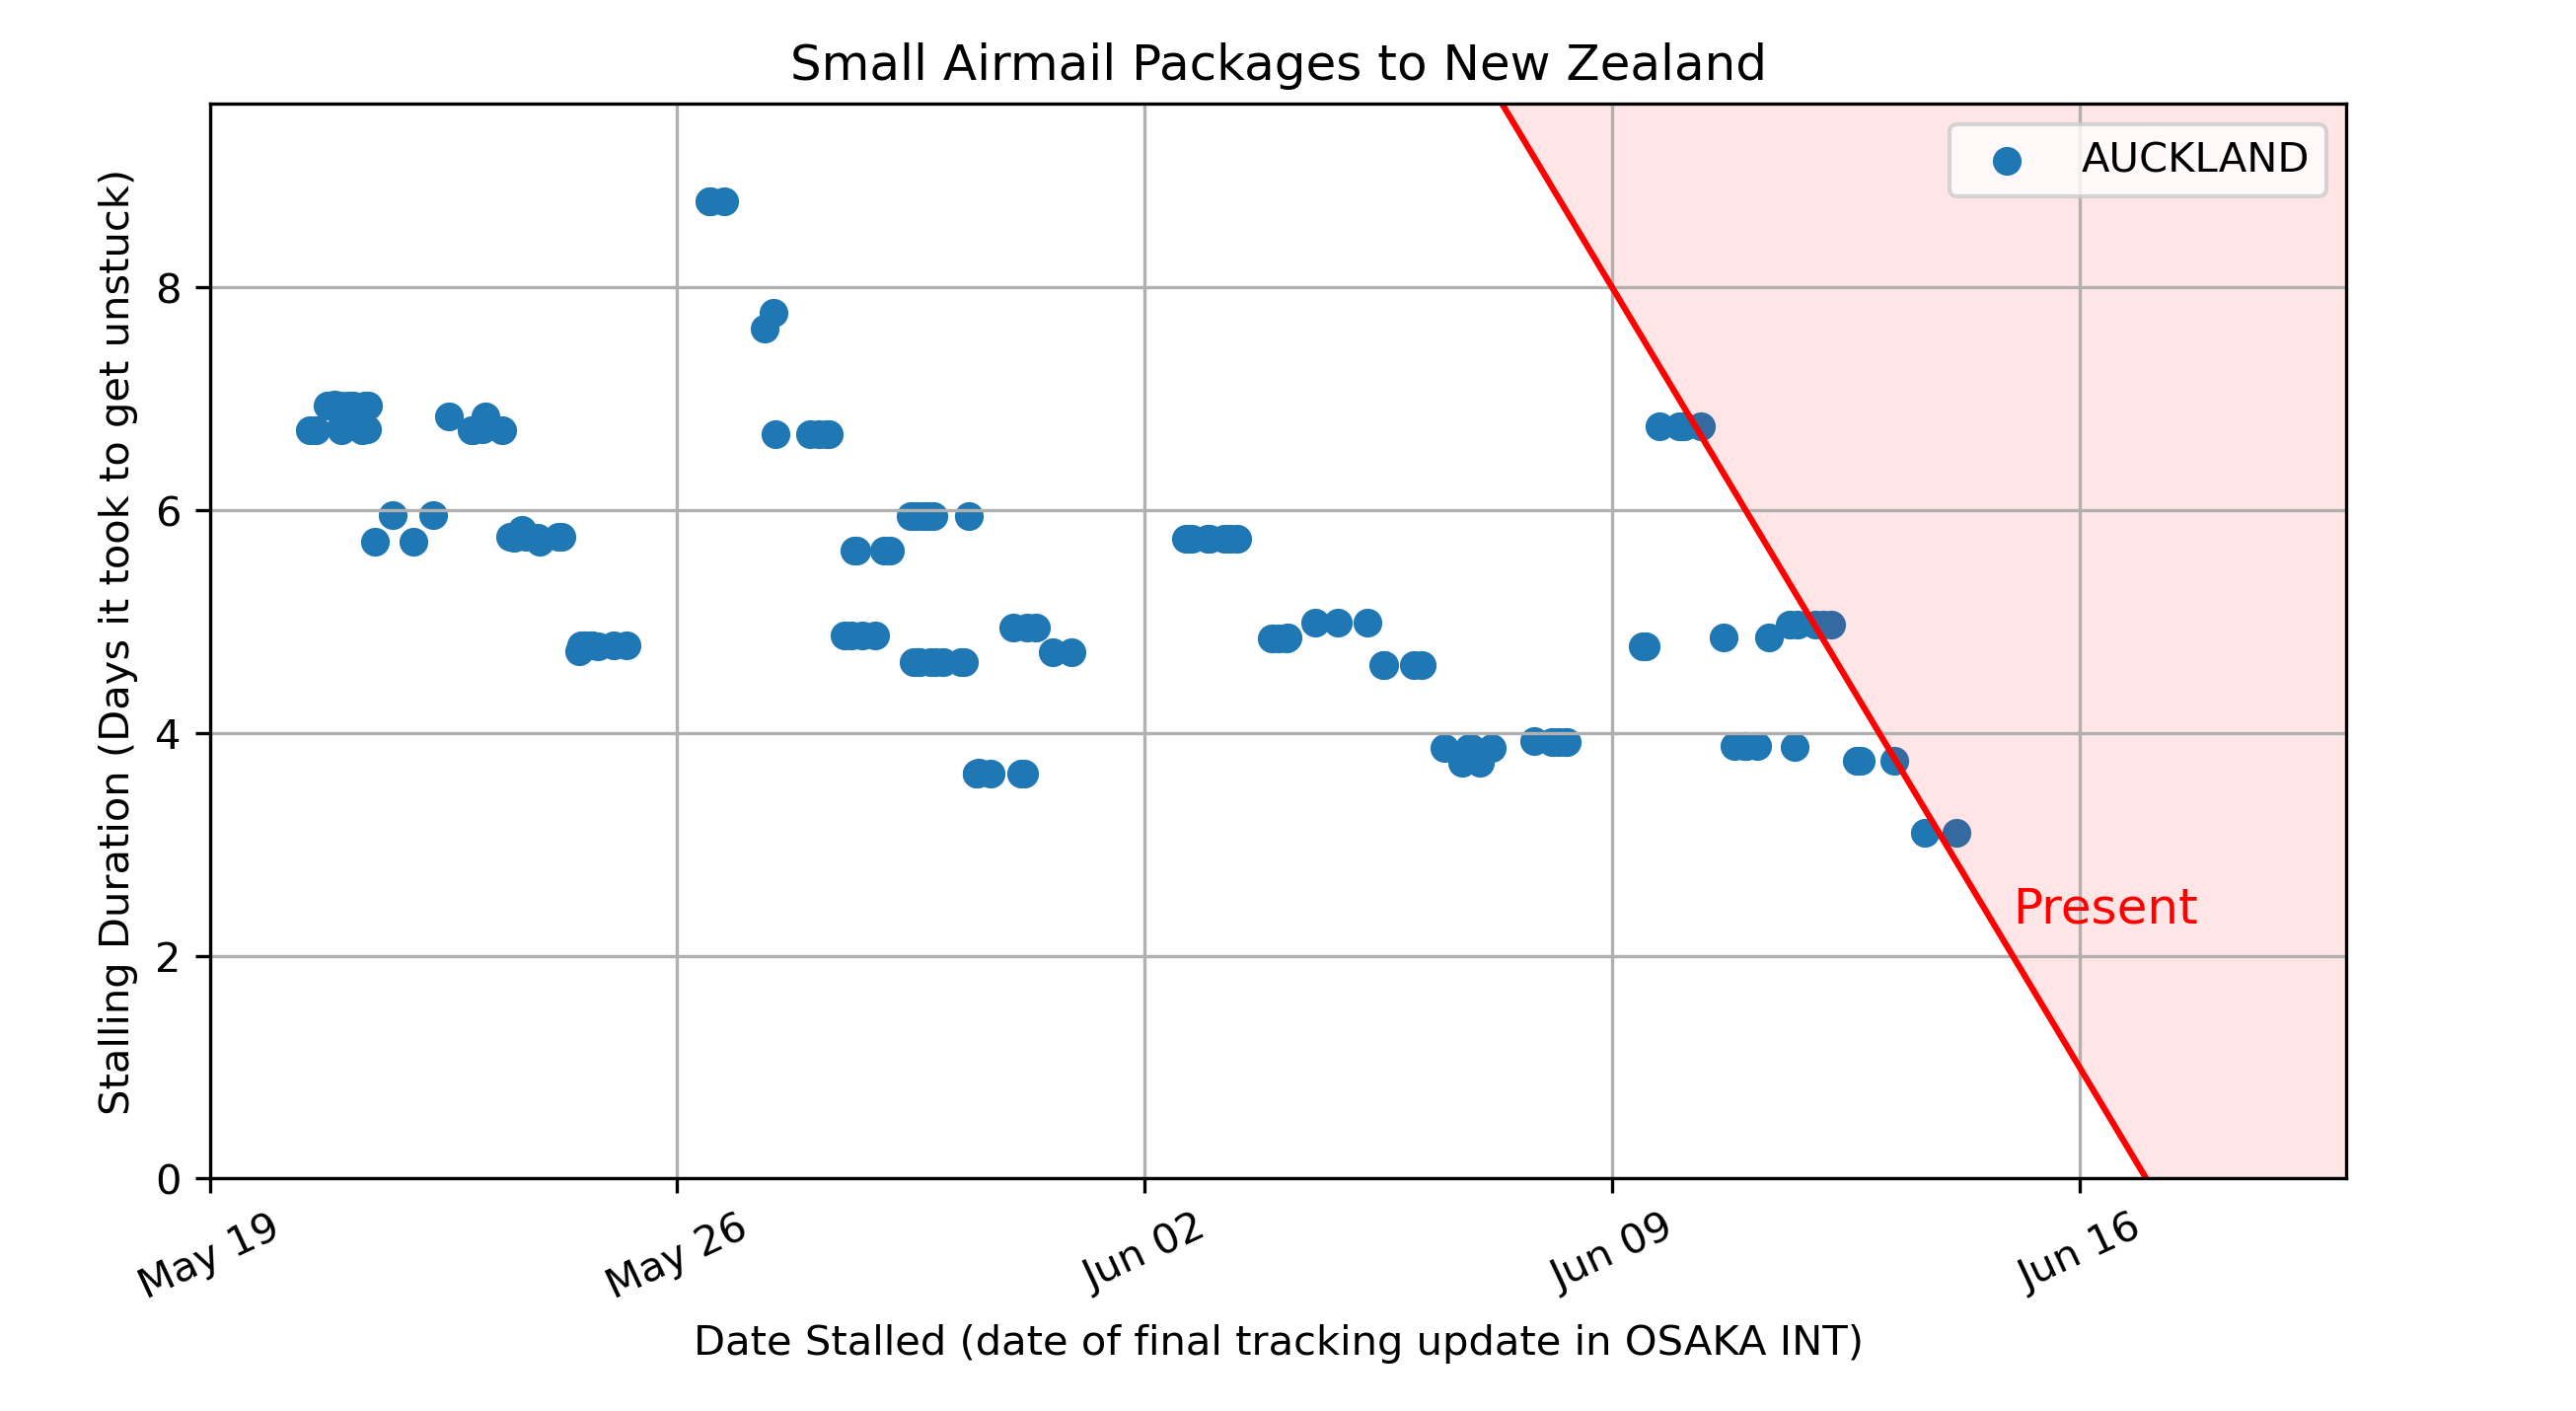 Small Airmail Packages to New Zealand
AUCKLAND
Stalling Duration (Days it took to get unstuck)
8
6
4
2
0
Present
May 19
May 26
Jun 02
Jun 09
Jun 16
Date Stalled (date of final tracking update in OSAKA INT)